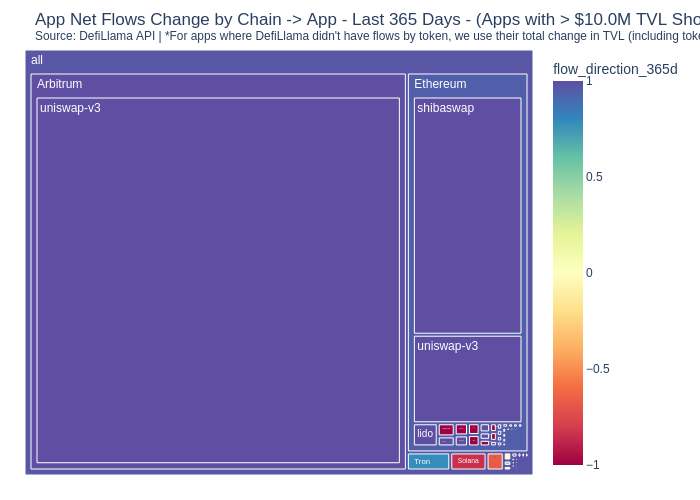 App Net Flows Change by Chain -> App - Last 365 Days - (Apps with > $10.0M TVL Sho
Source: DefiLlama API | *For apps where DefiLlama didn't have flows by token, we use their total change in TVL (including toke
all
Arbitrum
uniswap-v3
Ethereum
shibaswap
uniswap-v3
lido
Tron
Solana
flow_direction_365d
1
0.5
0
−0.5
−1